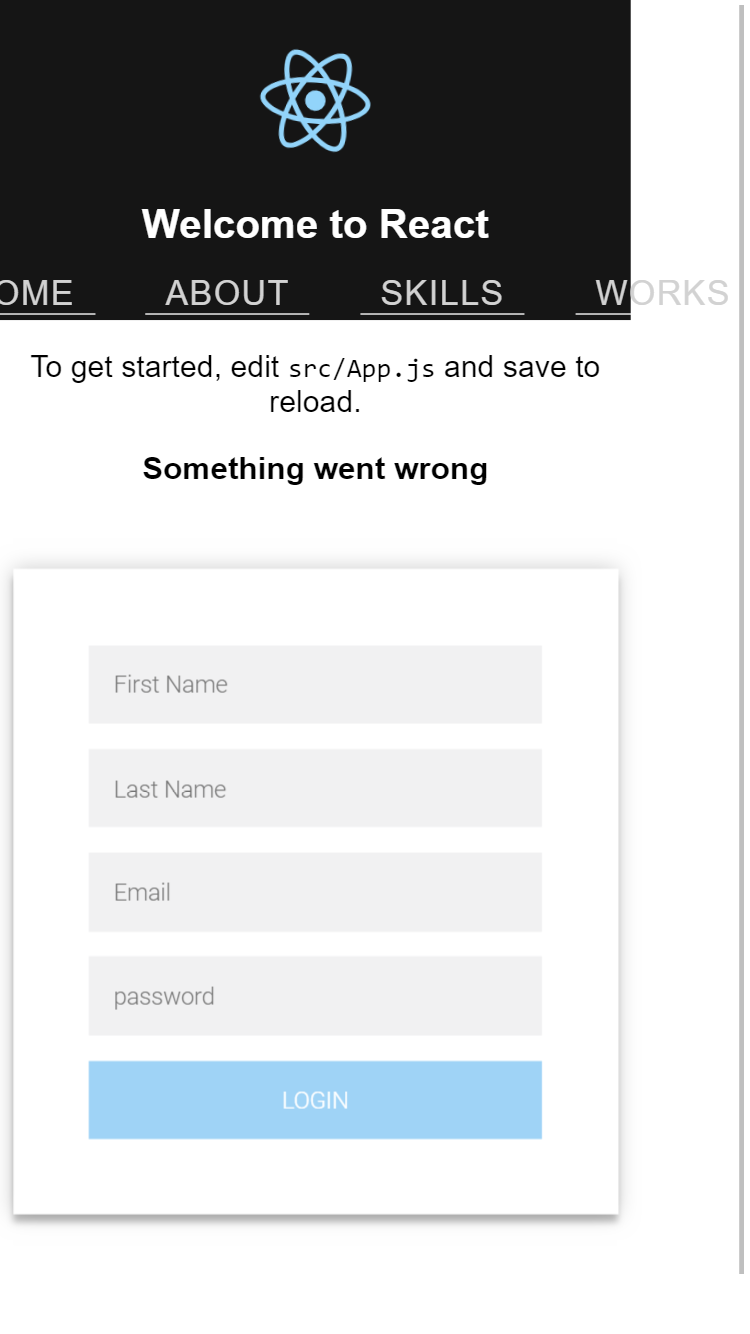 Welcome to React
OME ABOUT SKILLS WORKS
To get started, edit src/App.js and save to
reload.
Something went wrong
First Name
Last Name
Email
password
LOGIN